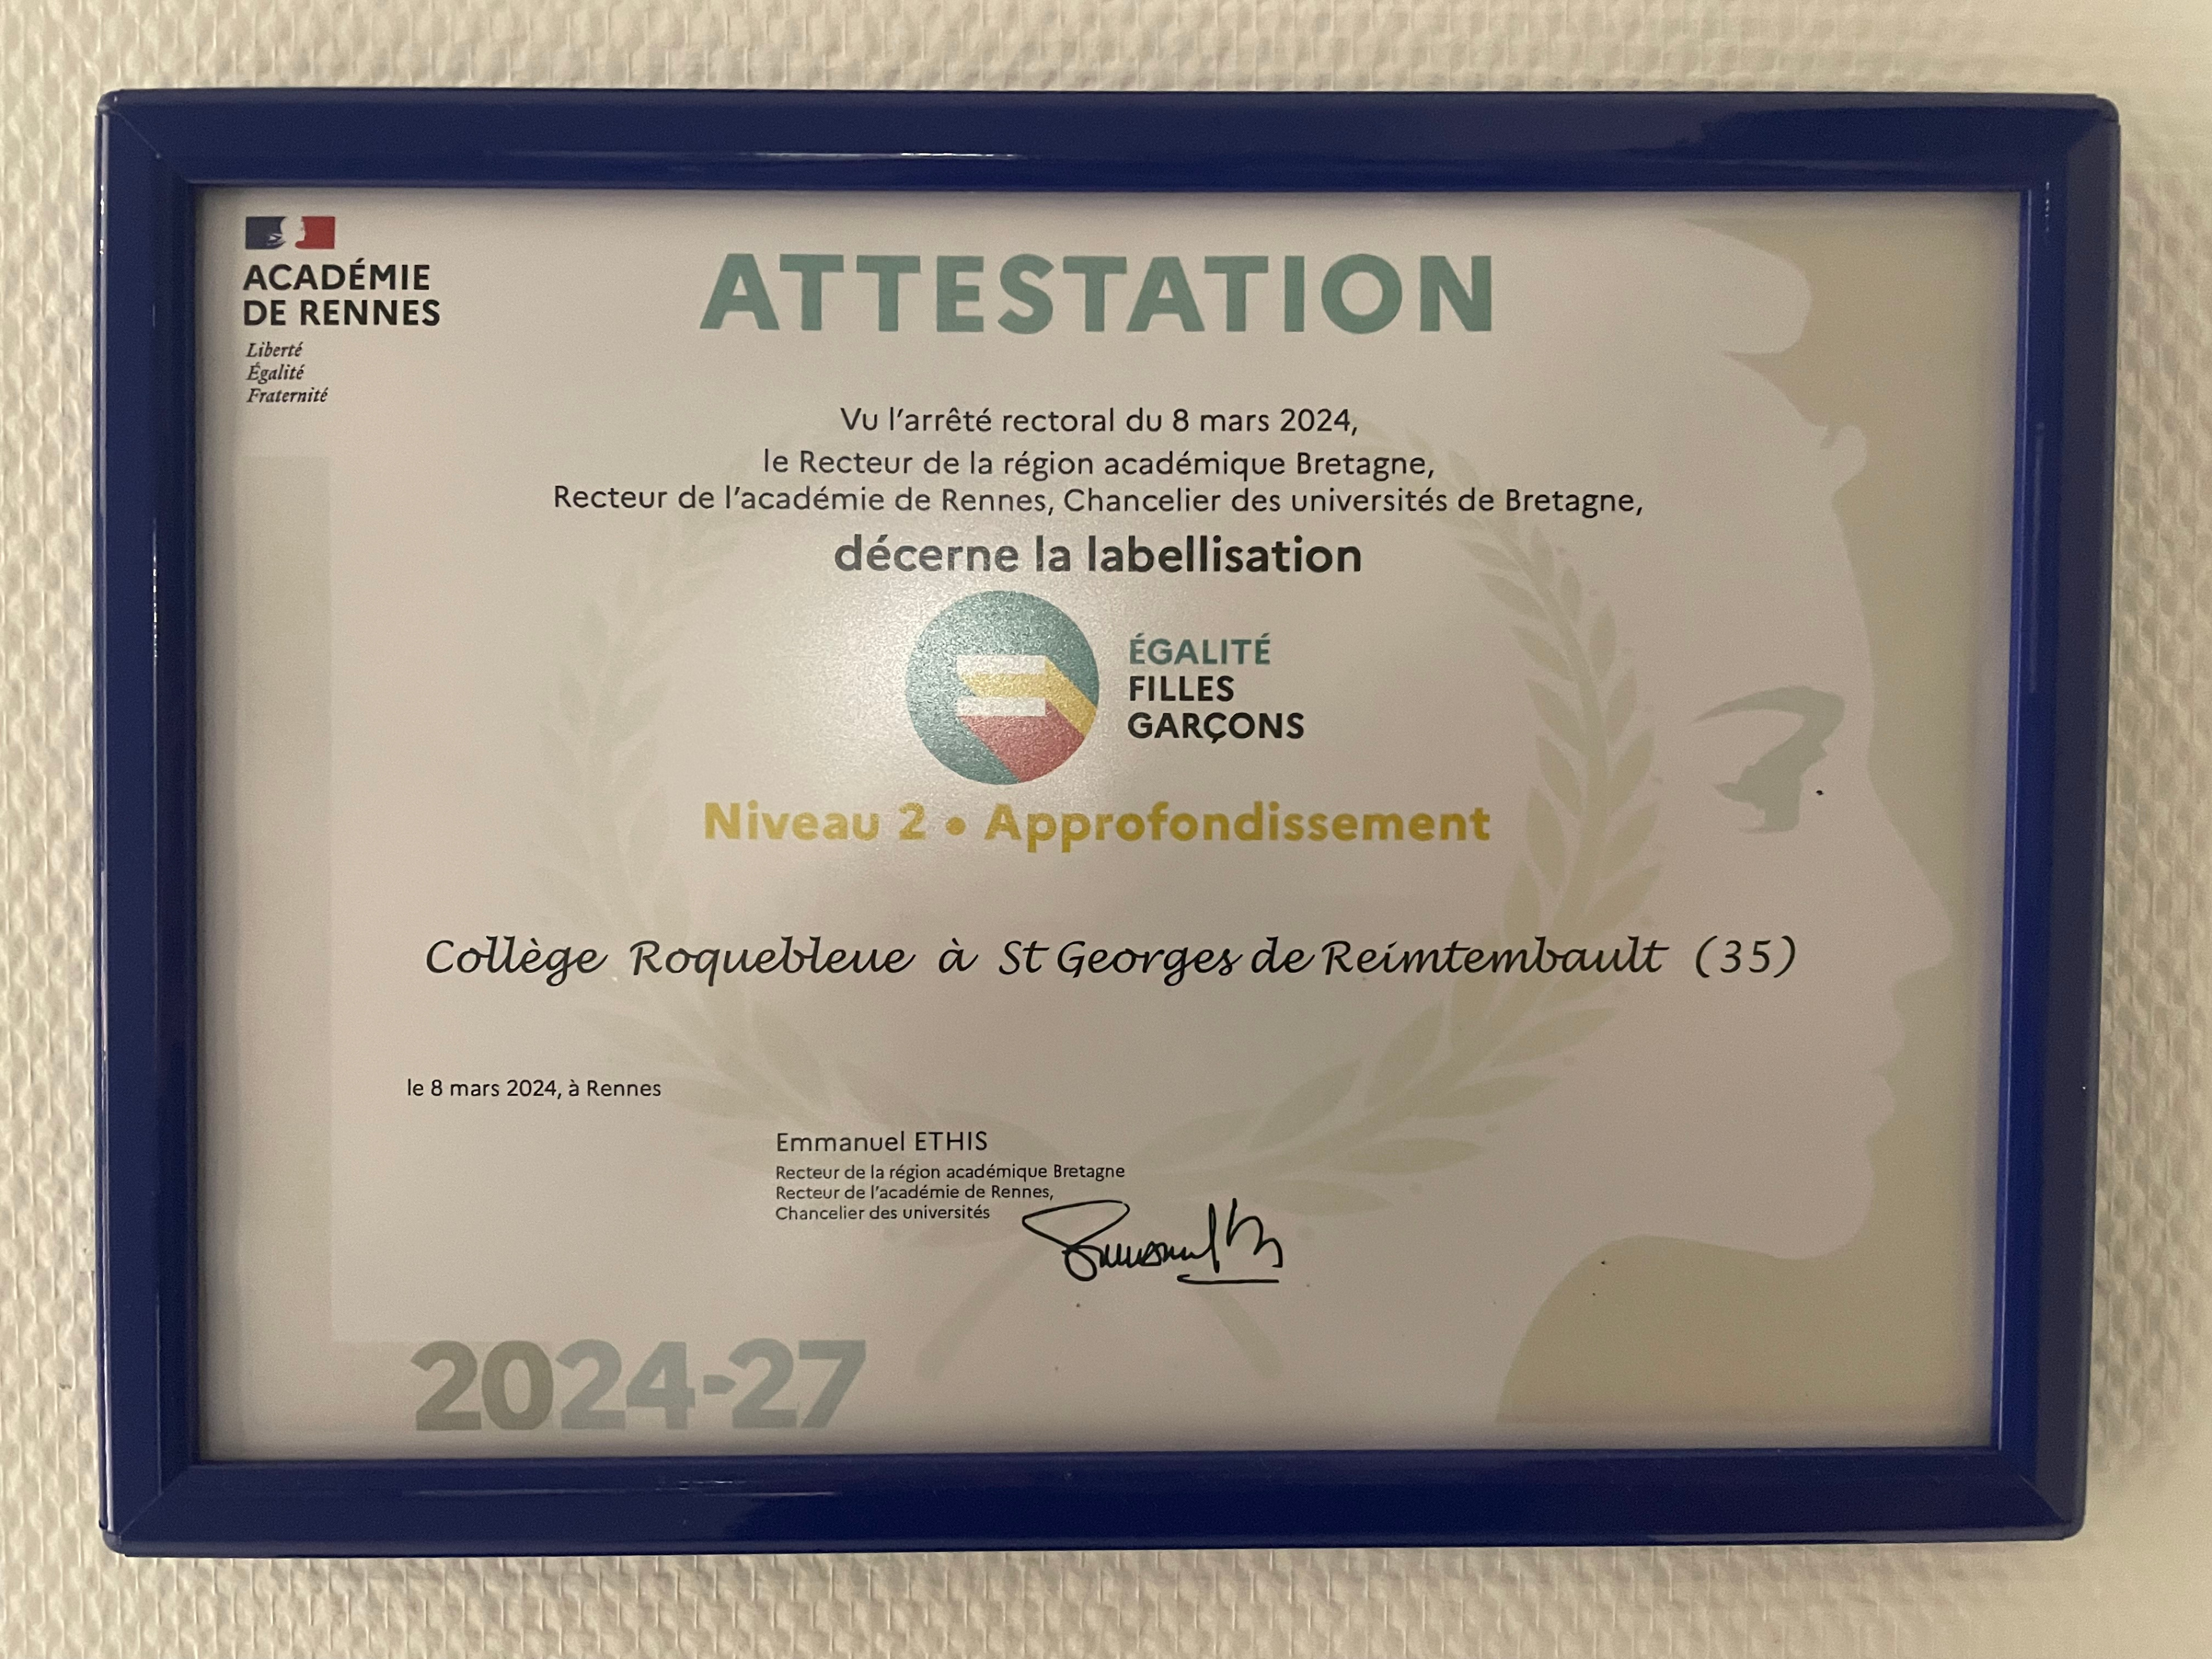 ACADÉMIE
DE RENNES
Liberté
Égalité
Fraternité
ATTESTATION
Vu l'arrêté rectoral du 8 mars 2024,
le Recteur de la région académique Bretagne,
Recteur de l'académie de Rennes, Chancelier des universités de Bretagne,
décerne la labellisation
ÉGALITÉ
FILLES
GARÇONS
Niveau 2 • Approfondissement
Collège Roquebleue à St Georges de Reimtembault (35)
le 8 mars 2024, à Rennes
Emmanuel ETHIS
Recteur de la région académique Bretagne
Recteur de l'académie de Rennes,
Chancelier des universités
2024-27